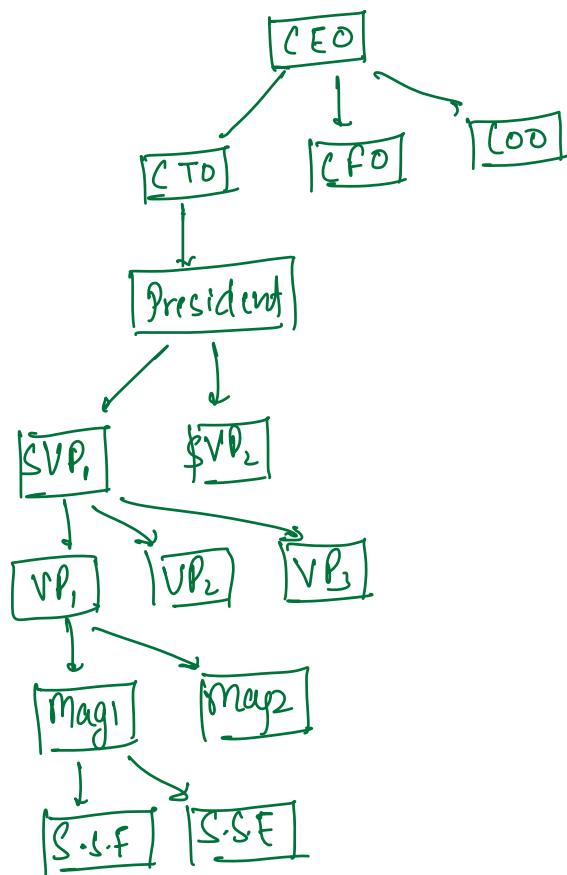 CEO
CTO
CFO
COO
President
SVP1
SVP2
VP1
VP2
VP3
Mag1
Mag2
S.S.F
S.S.E